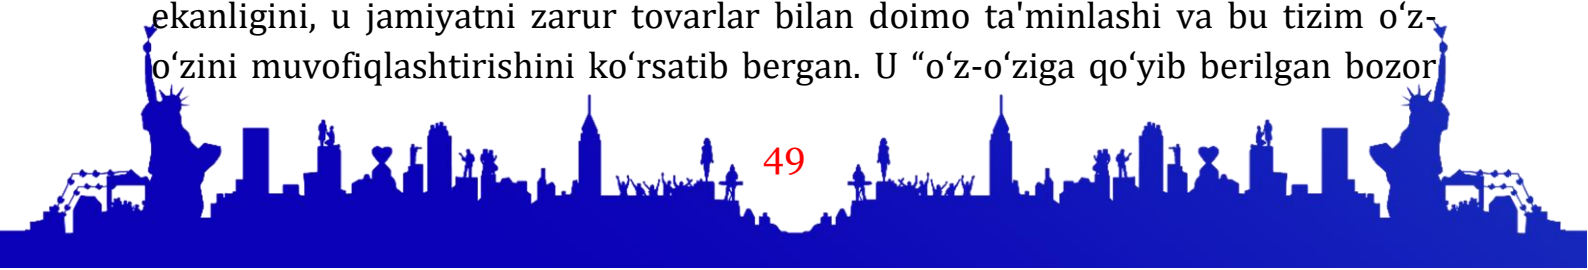 ekanligini, u jamiyatni zarur tovarlar bilan doimo ta'minlashi va bu tizim o‘z-
o‘zini muvofiqlashtirishini ko‘rsatib bergan. U “o‘z-o‘ziga qo‘yib berilgan bozor
49